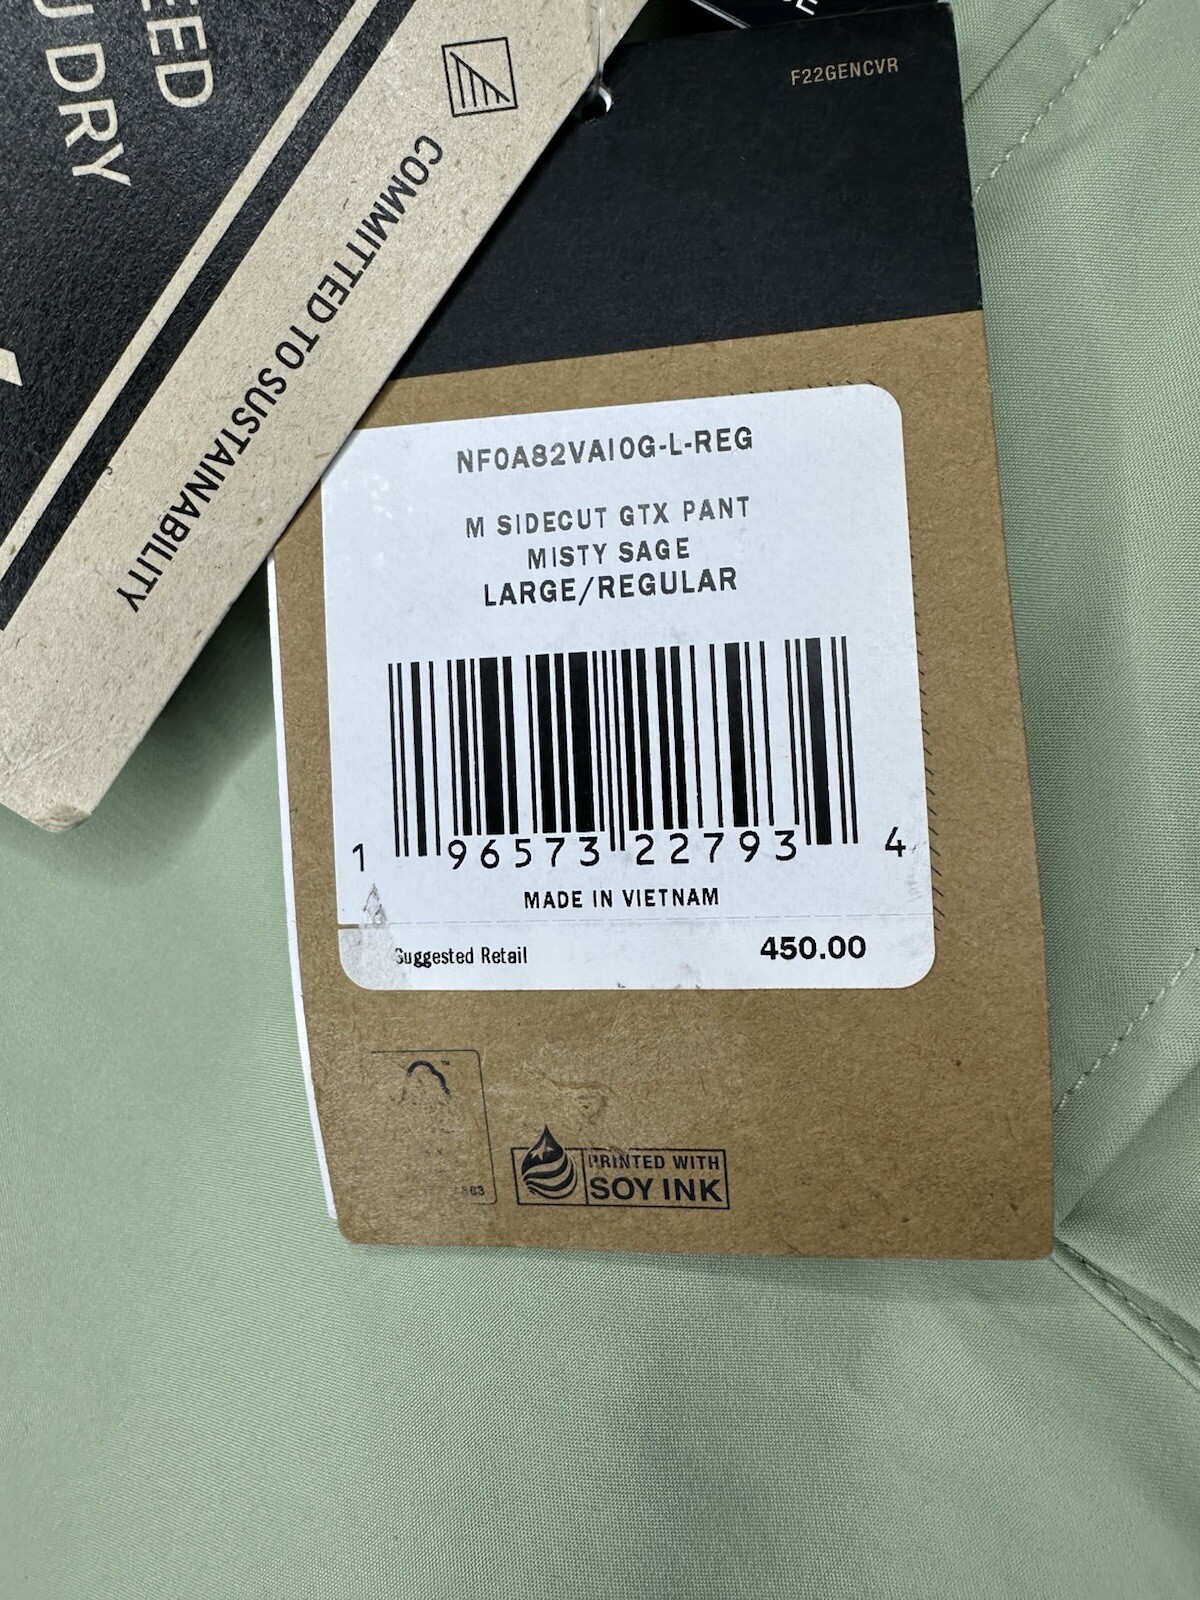 EED
U DRY
COMMITTED TO SUSTAINABILITY
F22GENCVR
NF0A82VAI0G-L-REG
M SIDECUT GTX PANT
MISTY SAGE
LARGE/REGULAR
1 96573 22793 4
MADE IN VIETNAM
Suggested Retail 450.00
PRINTED WITH
SOY INK